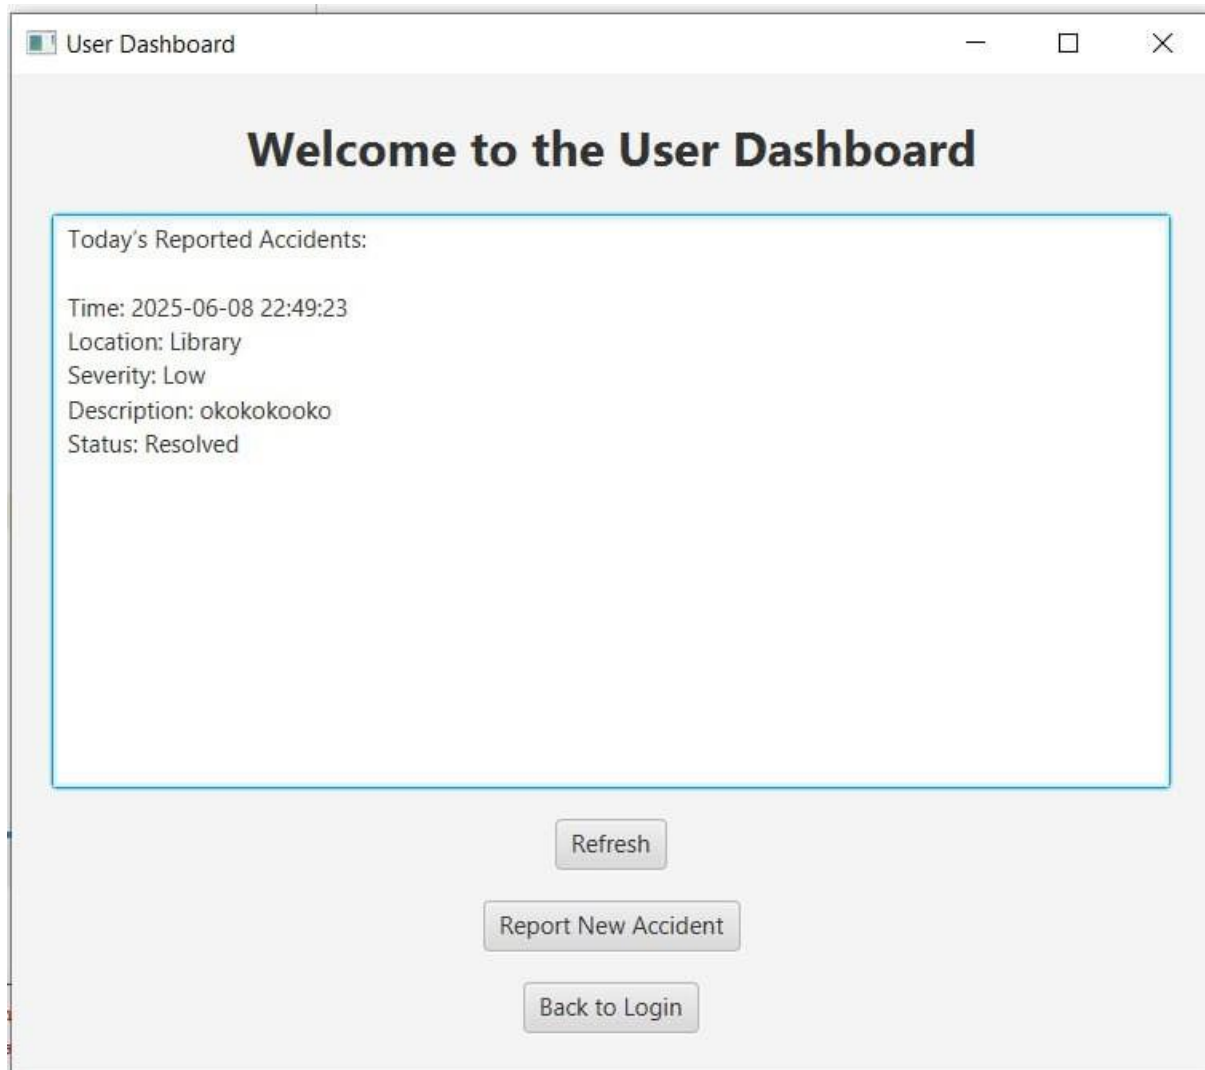 User Dashboard
Welcome to the User Dashboard
Today's Reported Accidents:
Time: 2025-06-08 22:49:23
Location: Library
Severity: Low
Description: okokokooko
Status: Resolved
Refresh
Report New Accident
Back to Login